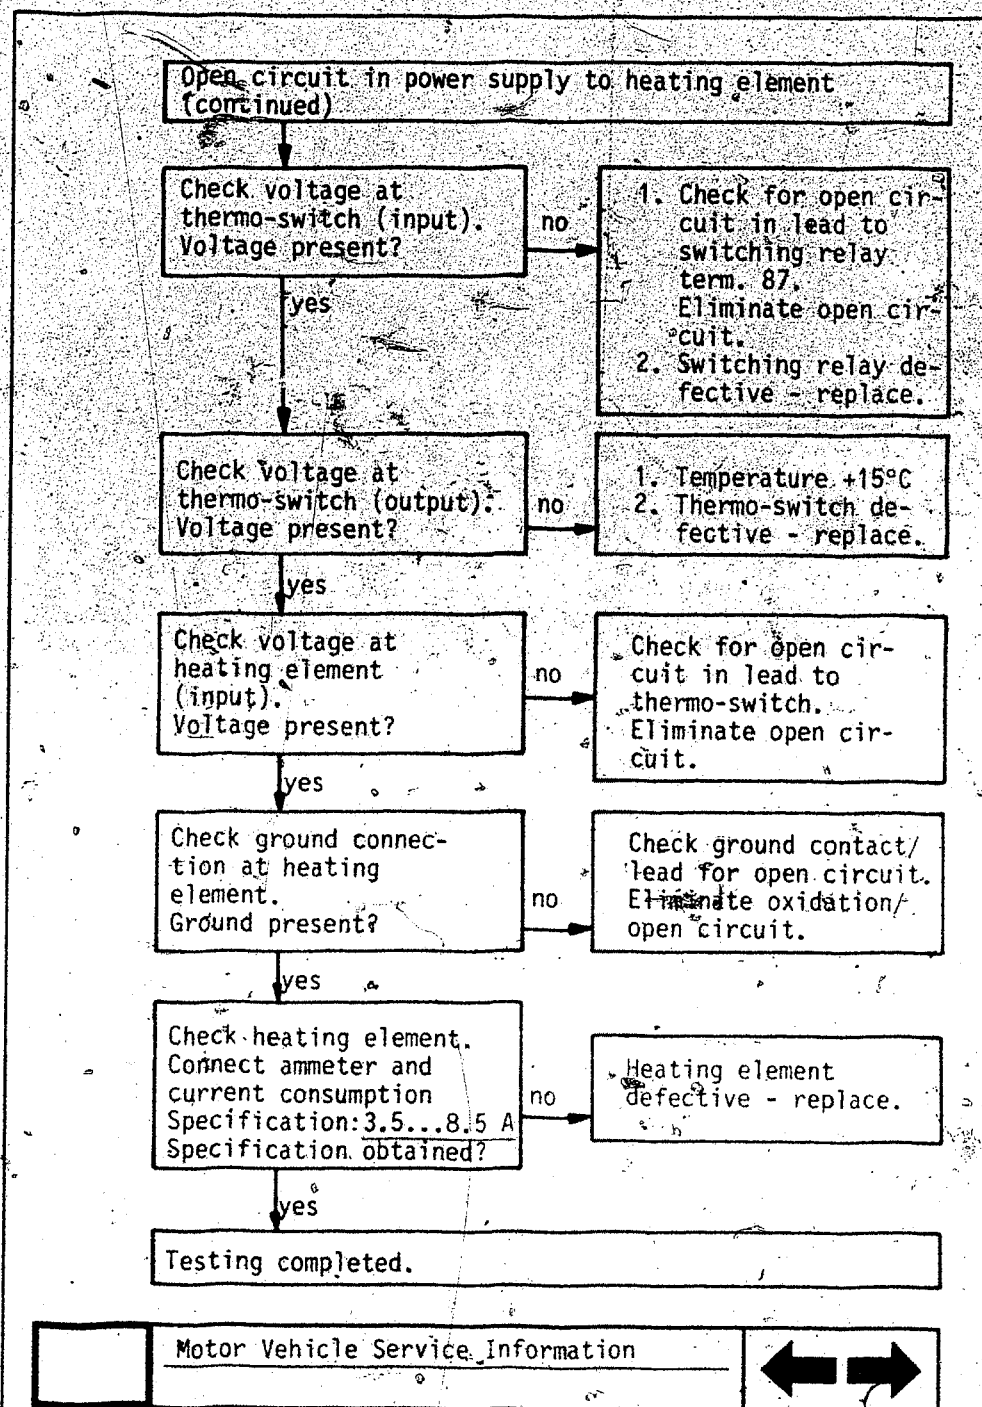 Open circuit in power supply to heating element
(continued)
Check voltage at
thermo-switch (input).
Voltage present?
no
1. Check for open cir-
cuit in lead to
switching relay
term. 87.
Eliminate open cir-
cuit.
2. Switching relay de-
fective - replace.
yes
Check voltage at
thermo-switch (output).
Voltage present?
no
1. Temperature +15°C
2. Thermo-switch de-
fective - replace.
yes
Check voltage at
heating element
(input).
Voltage present?
no
Check for open cir-
cuit in lead to
thermo-switch.
Eliminate open cir-
cuit.
yes
Check ground connec-
tion at heating
element.
Ground present?
no
Check ground contact/
lead for open circuit.
Eliminate oxidation/
open circuit.
yes
Check heating element.
Connect ammeter and
current consumption
Specification: 3.5...8.5 A
Specification obtained?
no
Heating element
defective - replace.
yes
Testing completed.
Motor Vehicle Service Information